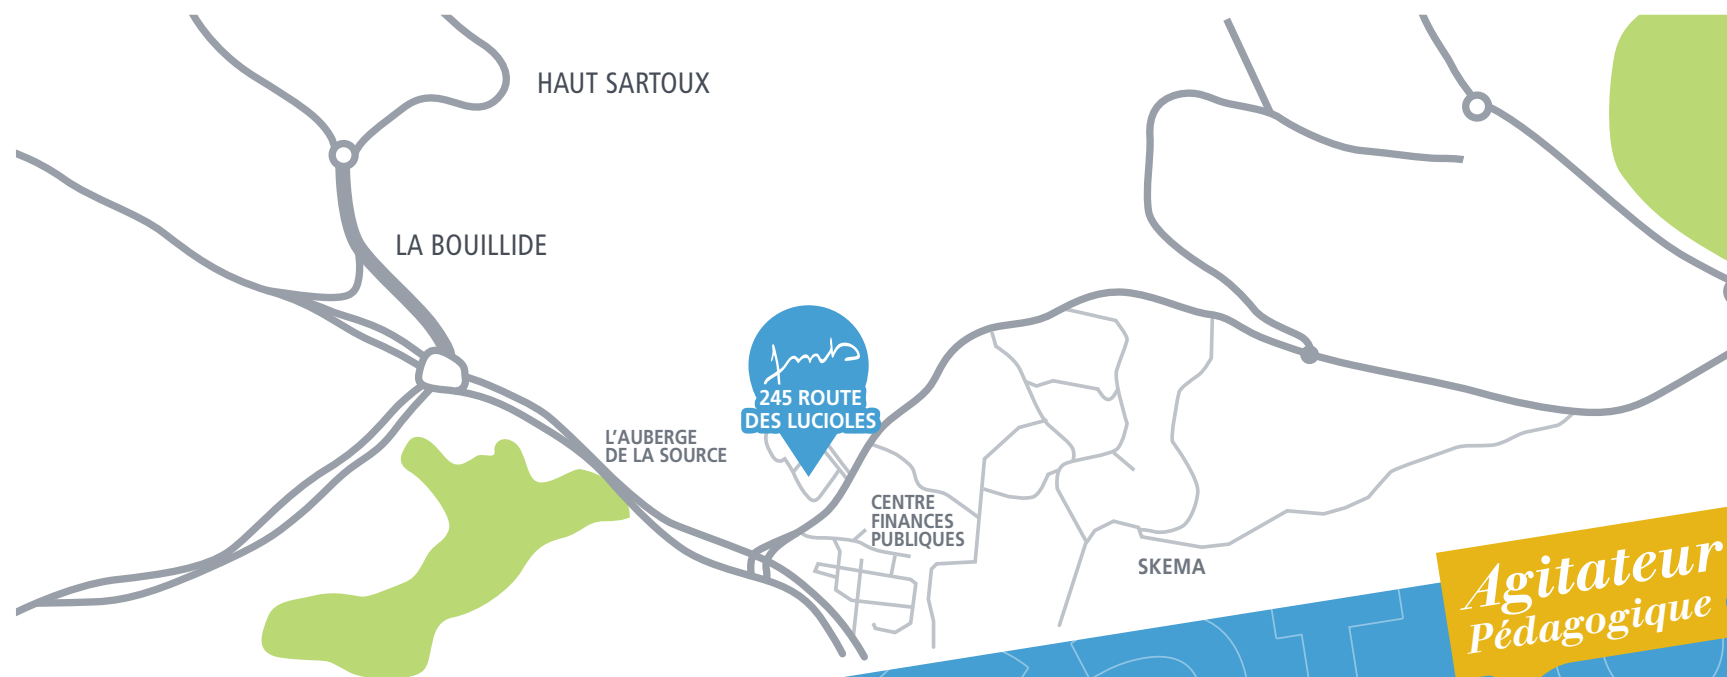 HAUT SARTOUX
LA BOUILLIDE
245 ROUTE
DES LUCIOLES
L'AUBERGE
DE LA SOURCE
CENTRE
FINANCES
PUBLIQUES
SKEMA
Agitateur
Pédagogique